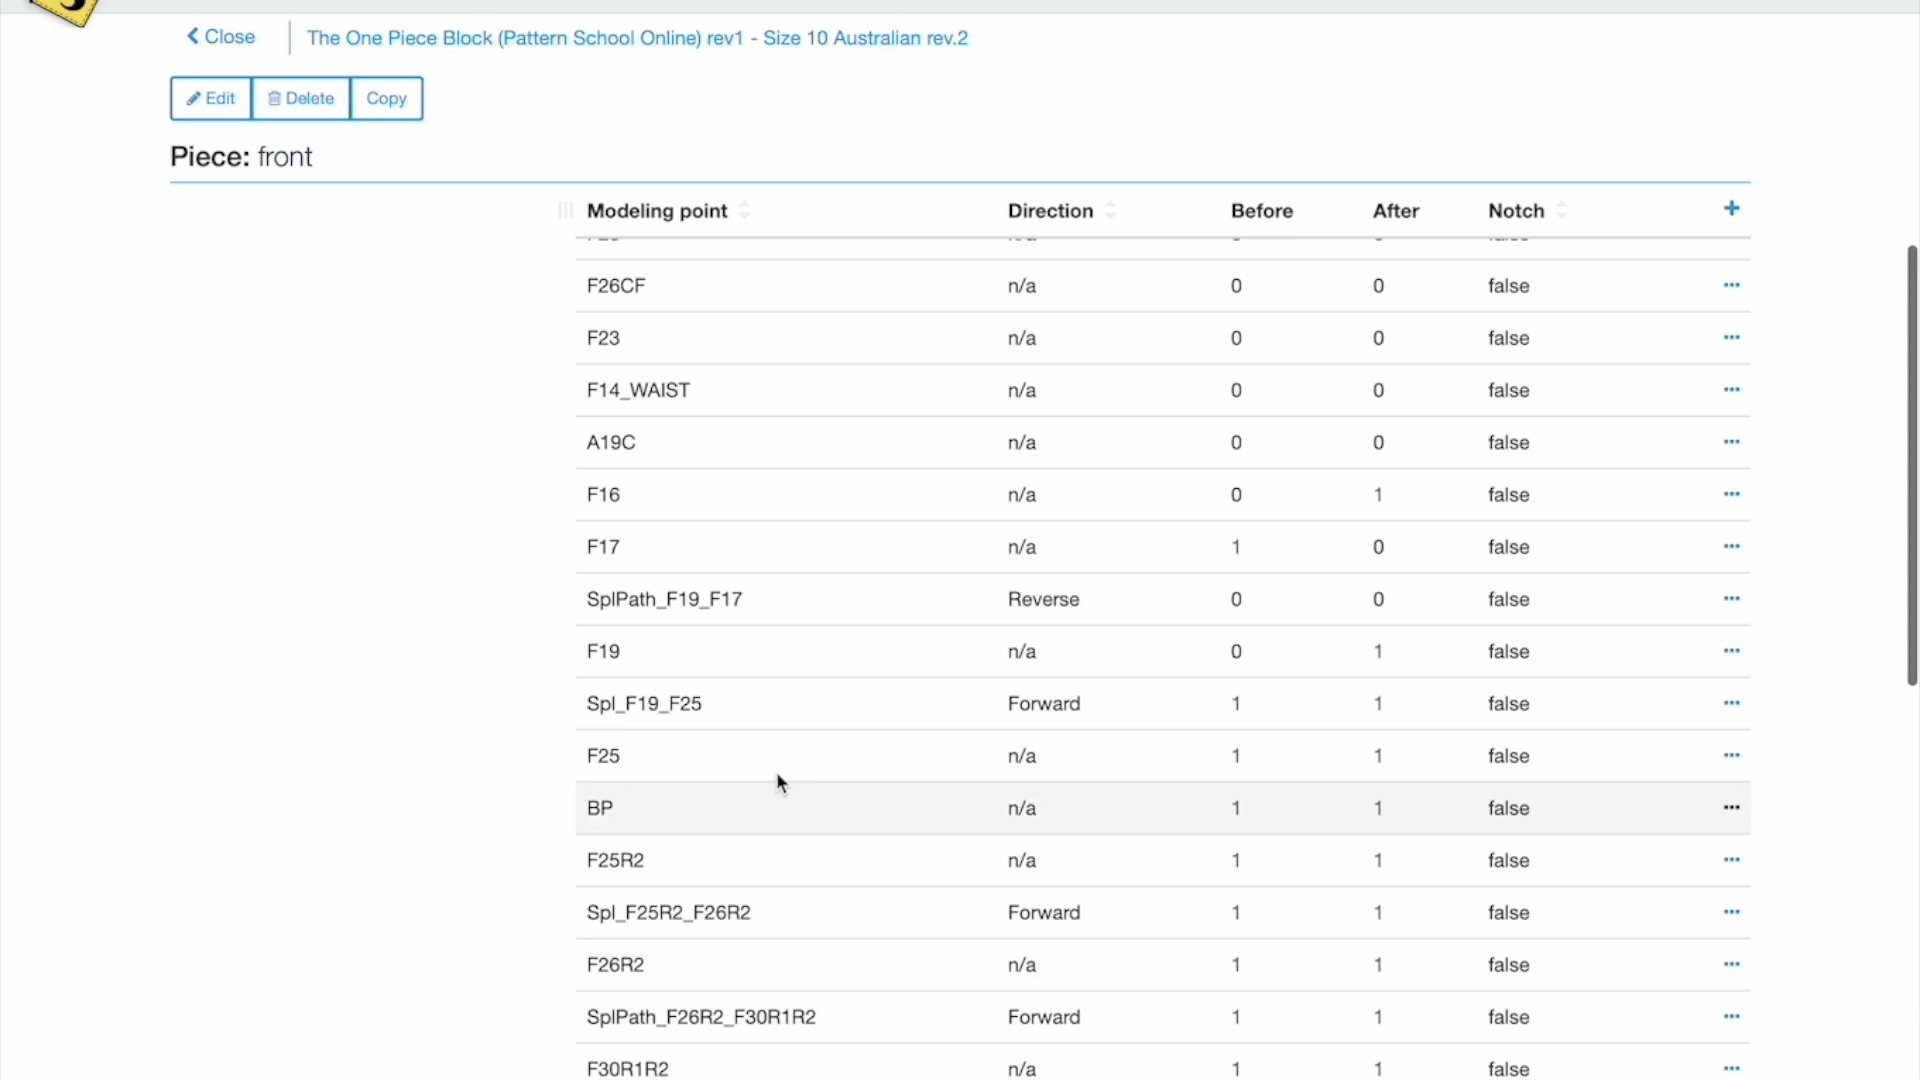 Close
The One Piece Block (Pattern School Online) rev1 - Size 10 Australian rev.2
Edit Delete Copy
Piece: front
Modeling point Direction Before After Notch +
F26CF n/a 0 0 false ...
F23 n/a 0 0 false ...
F14_WAIST n/a 0 0 false ...
A19C n/a 0 0 false ...
F16 n/a 0 1 false ...
F17 n/a 1 0 false ...
SplPath_F19_F17 Reverse 0 0 false ...
F19 n/a 0 1 false ...
Spl_F19_F25 Forward 1 1 false ...
F25 n/a 1 1 false ...
BP n/a 1 1 false ...
F25R2 n/a 1 1 false ...
Spl_F25R2_F26R2 Forward 1 1 false ...
F26R2 n/a 1 1 false ...
SplPath_F26R2_F30R1R2 Forward 1 1 false ...
F30R1R2 n/a 1 1 false ...